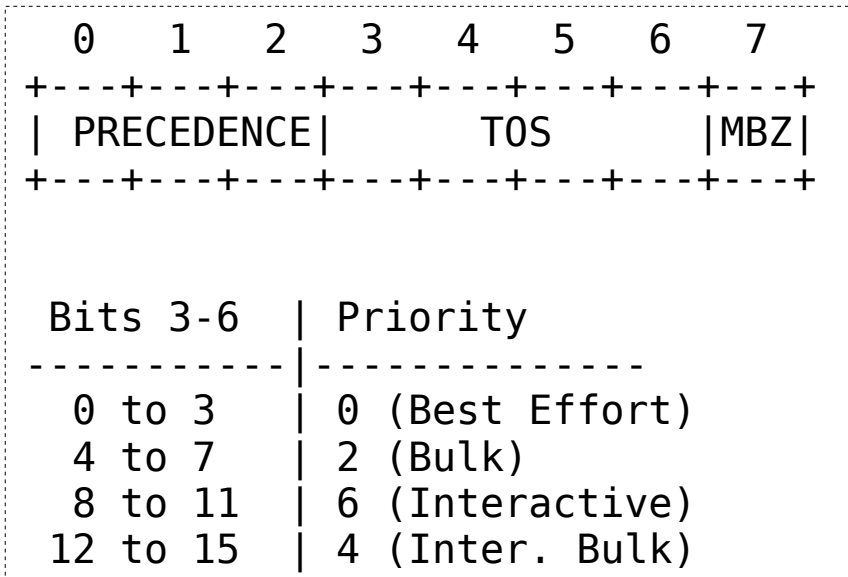 0 1 2 3 4 5 6 7
+---+---+---+---+---+---+---+---+
| PRECEDENCE| TOS |MBZ|
+---+---+---+---+---+---+---+---+
Bits 3-6 | Priority
-----------|--------------
0 to 3 | 0 (Best Effort)
4 to 7 | 2 (Bulk)
8 to 11 | 6 (Interactive)
12 to 15 | 4 (Inter. Bulk)